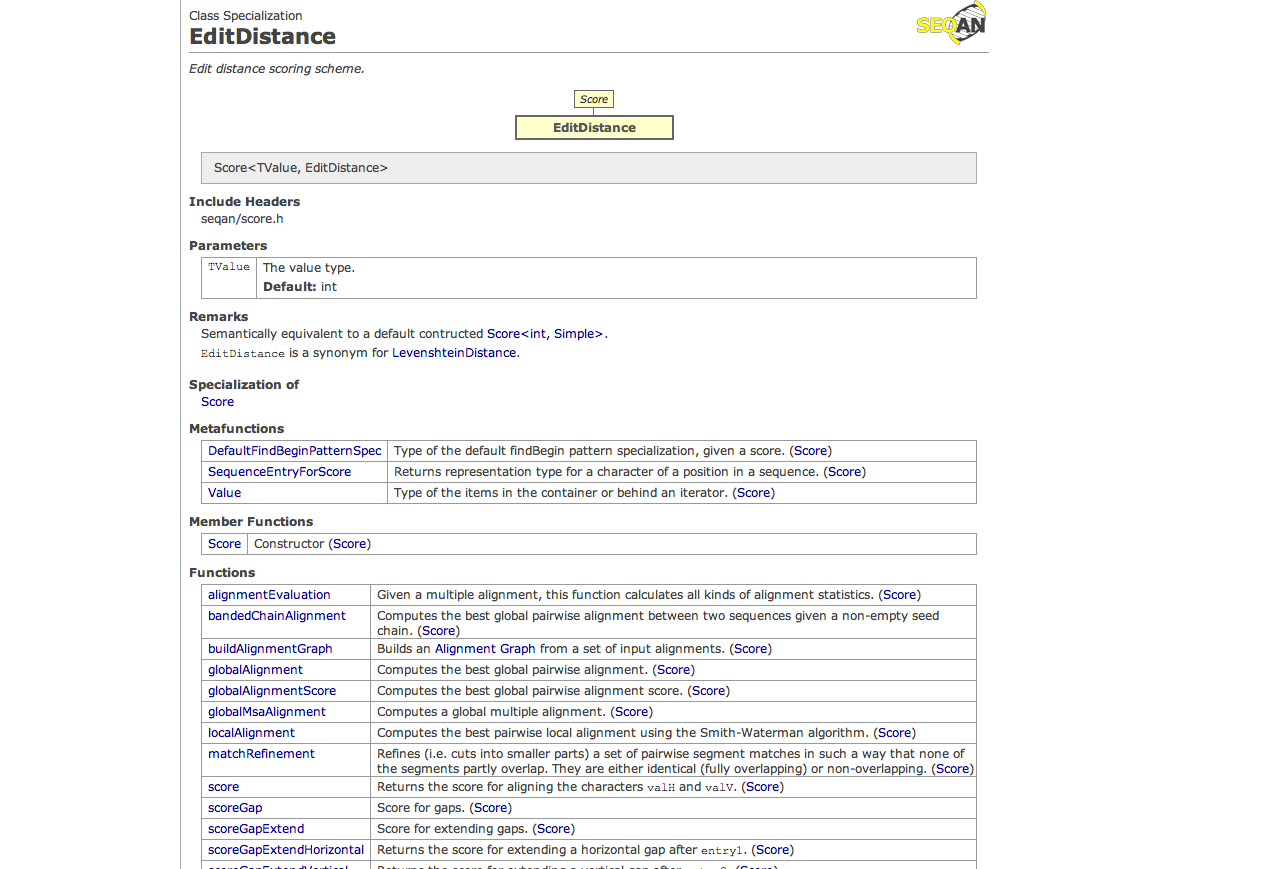 Class Specialization
EditDistance
SEQAN
Edit distance scoring scheme.
Score
EditDistance
Score<TValue, EditDistance>
Include Headers
seqan/score.h
Parameters
TValue The value type.
Default: int
Remarks
Semantically equivalent to a default contructed Score<int, Simple>.
EditDistance is a synonym for LevenshteinDistance.
Specialization of
Score
Metafunctions
DefaultFindBeginPatternSpec Type of the default findBegin pattern specialization, given a score. (Score)
SequenceEntryForScore Returns representation type for a character of a position in a sequence. (Score)
Value Type of the items in the container or behind an iterator. (Score)
Member Functions
Score Constructor (Score)
Functions
alignmentEvaluation Given a multiple alignment, this function calculates all kinds of alignment statistics. (Score)
bandedChainAlignment Computes the best global pairwise alignment between two sequences given a non-empty seed
chain. (Score)
buildAlignmentGraph Builds an Alignment Graph from a set of input alignments. (Score)
globalAlignment Computes the best global pairwise alignment. (Score)
globalAlignmentScore Computes the best global pairwise alignment score. (Score)
globalMsaAlignment Computes a global multiple alignment. (Score)
localAlignment Computes the best pairwise local alignment using the Smith-Waterman algorithm. (Score)
matchRefinement Refines (i.e. cuts into smaller parts) a set of pairwise segment matches in such a way that none of
the segments partly overlap. They are either identical (fully overlapping) or non-overlapping. (Score)
score Returns the score for aligning the characters valH and valV. (Score)
scoreGap Score for gaps. (Score)
scoreGapExtend Score for extending gaps. (Score)
scoreGapExtendHorizontal Returns the score for extending a horizontal gap after entry1. (Score)